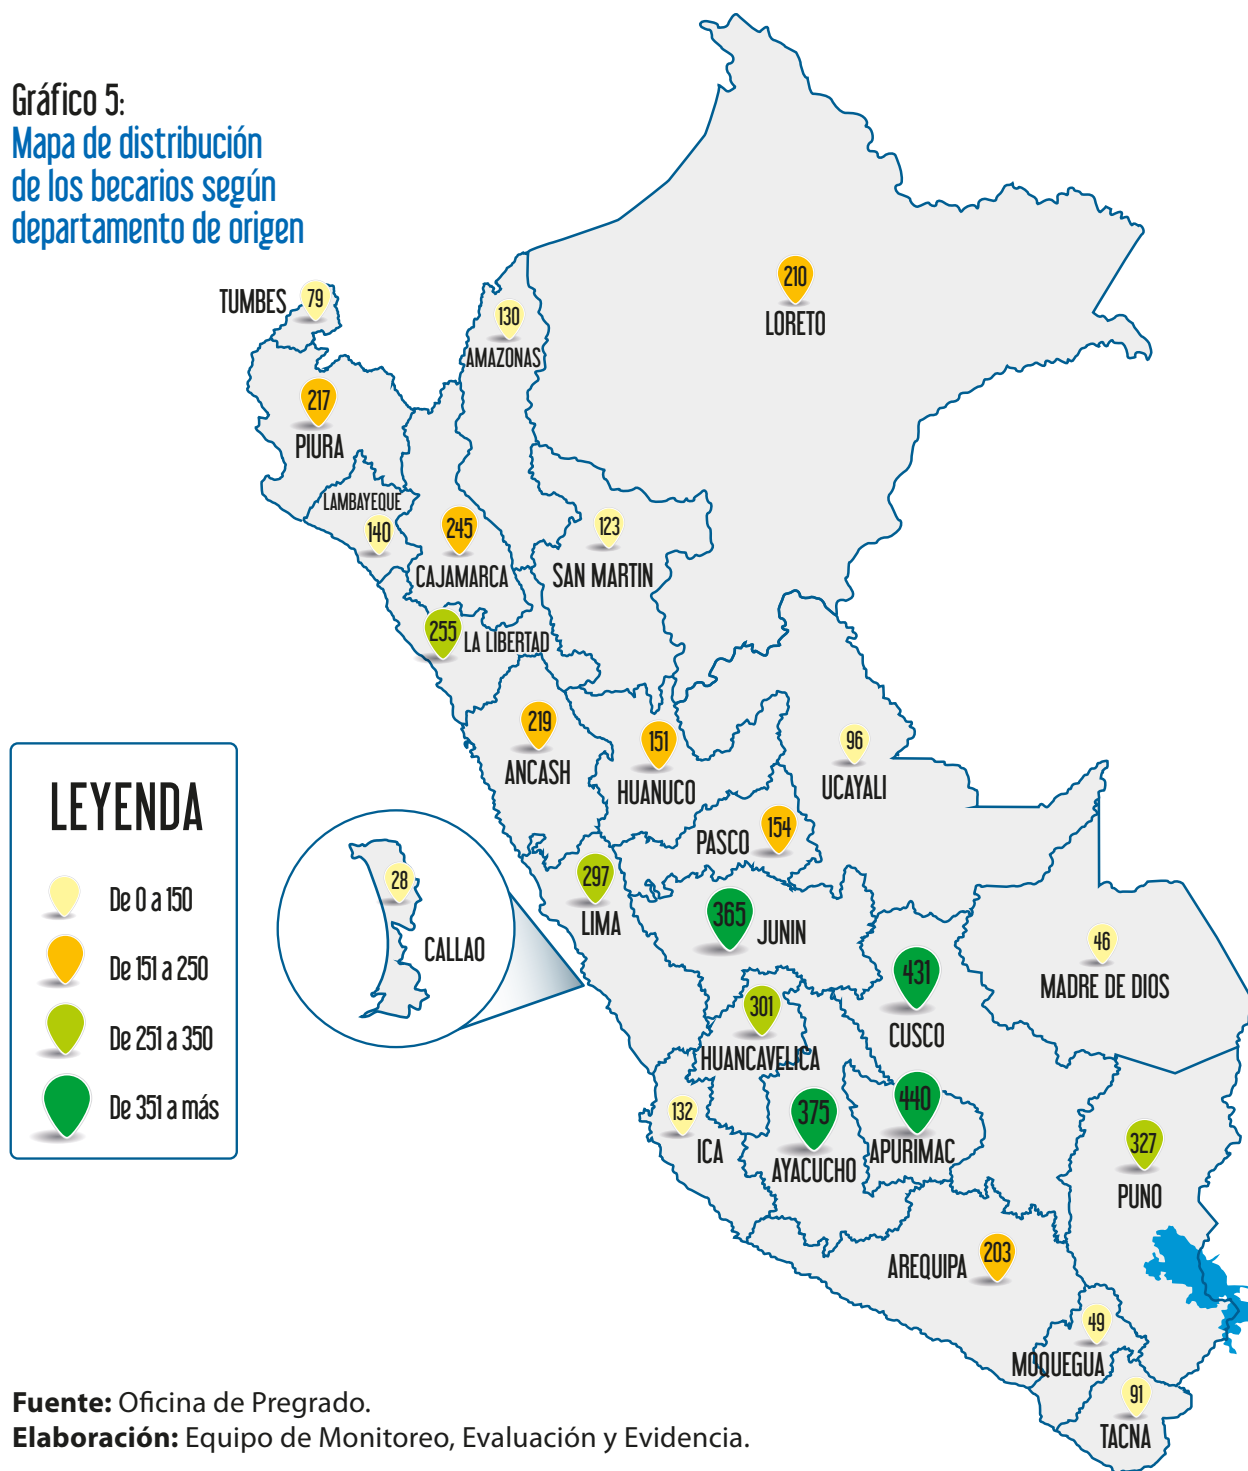 Gráfico 5:
Mapa de distribución
de los becarios según
departamento de origen
TUMBES
79
130
AMAZONAS
210
LORETO
217
PIURA
LAMBAYEQUE
140
245
CAJAMARCA
123
SAN MARTIN
255
LA LIBERTAD
219
ANCASH
151
HUANUCO
96
UCAYALI
PASCO
154
297
LIMA
28
CALLAO
365
JUNIN
431
CUSCO
46
MADRE DE DIOS
301
HUANCAVELICA
132
ICA
375
AYACUCHO
440
APURIMAC
327
PUNO
AREQUIPA
203
49
MOQUEGUA
91
TACNA
LEYENDA
De 0 a 150
De 151 a 250
De 251 a 350
De 351 a más
Fuente: Oficina de Pregrado.
Elaboración: Equipo de Monitoreo, Evaluación y Evidencia.